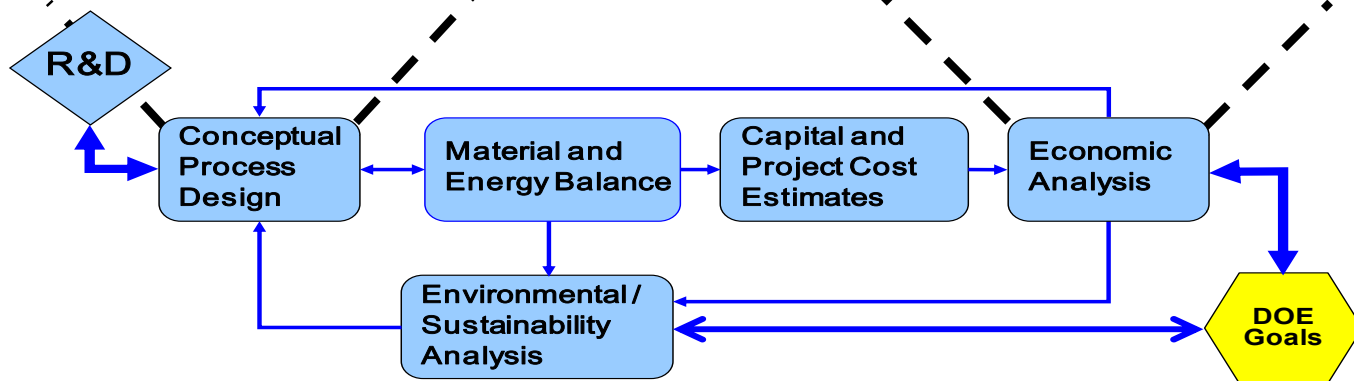 R&D
Conceptual
Process
Design
Material and
Energy Balance
Capital and
Project Cost
Estimates
Economic
Analysis
Environmental /
Sustainability
Analysis
DOE
Goals